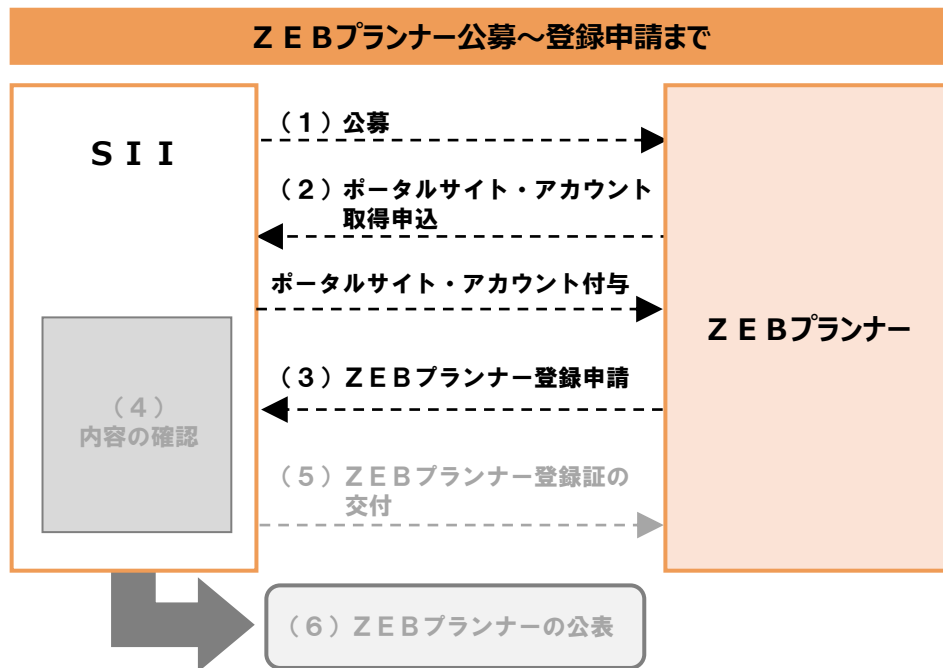 ＺＥＢプランナー公募～登録申請まで
ＳＩＩ
（１）公募
（２）ポータルサイト・アカウント
取得申込
ポータルサイト・アカウント付与
ＺＥＢプランナー
（３）ＺＥＢプランナー登録申請
（４）
内容の確認
（５）ＺＥＢプランナー登録証の
交付
（６）ＺＥＢプランナーの公表